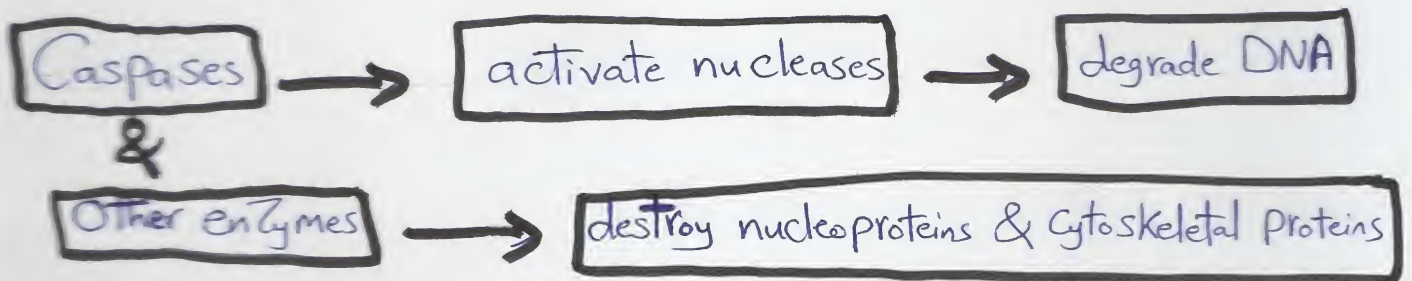 Caspases → activate nucleases → degrade DNA
&
Other enzymes → destroy nucleoproteins & Cytoskeletal Proteins